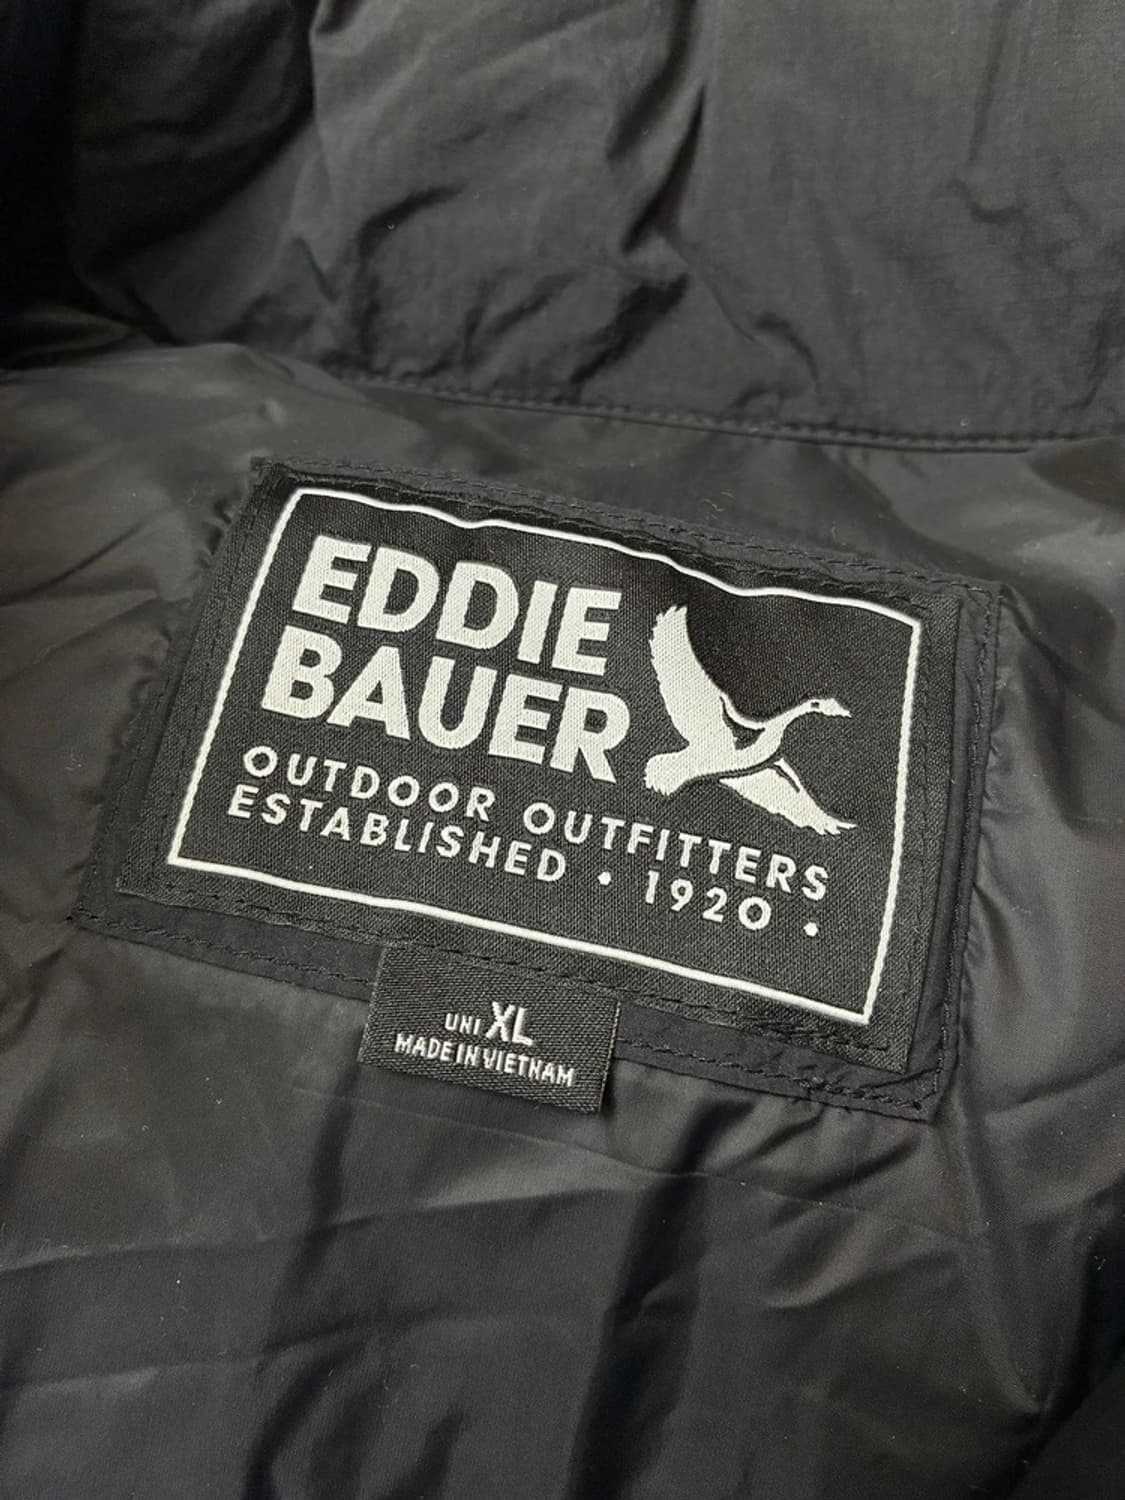 EDDIE
BAUER
OUTDOOR OUTFITTERS
ESTABLISHED • 1920 •
UNI XL
MADE IN VIETNAM